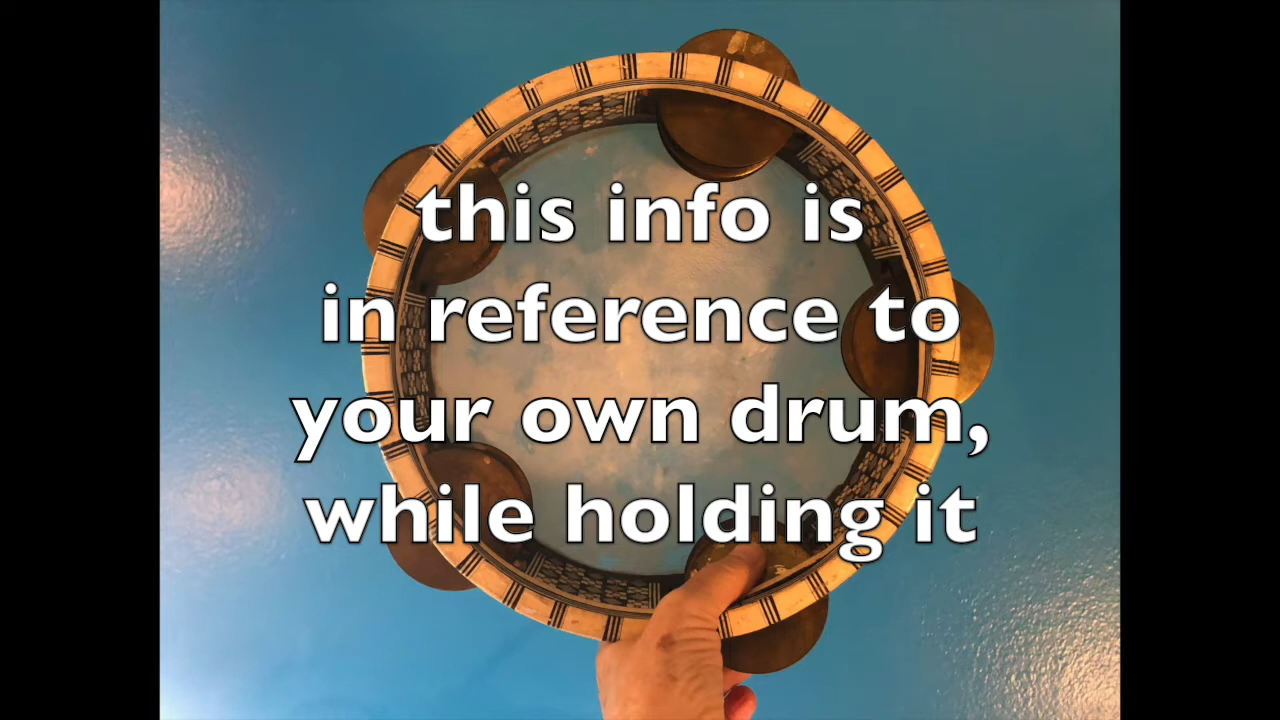 this info is
in reference to
your own drum,
while holding it